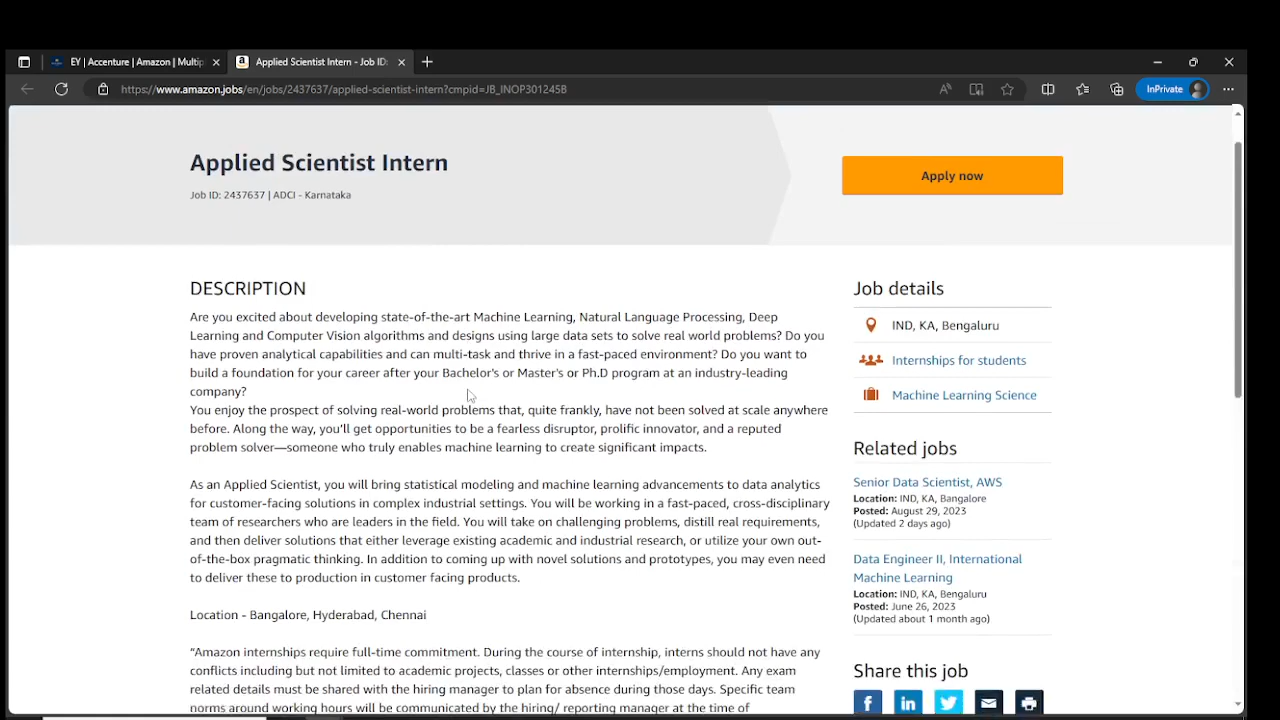 EY | Accenture | Amazon | Multip
Applied Scientist Intern - Job ID:
https://www.amazon.jobs/en/jobs/2437637/applied-scientist-intern?cmpid=JB_INOP301245B
InPrivate
Applied Scientist Intern
Job ID: 2437637 | ADCI - Karnataka
Apply now
DESCRIPTION
Are you excited about developing state-of-the-art Machine Learning, Natural Language Processing, Deep
Learning and Computer Vision algorithms and designs using large data sets to solve real world problems? Do you
have proven analytical capabilities and can multi-task and thrive in a fast-paced environment? Do you want to
build a foundation for your career after your Bachelor's or Master's or Ph.D program at an industry-leading
company?
You enjoy the prospect of solving real-world problems that, quite frankly, have not been solved at scale anywhere
before. Along the way, you'll get opportunities to be a fearless disruptor, prolific innovator, and a reputed
problem solver—someone who truly enables machine learning to create significant impacts.
As an Applied Scientist, you will bring statistical modeling and machine learning advancements to data analytics
for customer-facing solutions in complex industrial settings. You will be working in a fast-paced, cross-disciplinary
team of researchers who are leaders in the field. You will take on challenging problems, distill real requirements,
and then deliver solutions that either leverage existing academic and industrial research, or utilize your own out-
of-the-box pragmatic thinking. In addition to coming up with novel solutions and prototypes, you may even need
to deliver these to production in customer facing products.
Location - Bangalore, Hyderabad, Chennai
“Amazon internships require full-time commitment. During the course of internship, interns should not have any
conflicts including but not limited to academic projects, classes or other internships/employment. Any exam
related details must be shared with the hiring manager to plan for absence during those days. Specific team
norms around working hours will be communicated by the hiring/ reporting manager at the time of
Job details
IND, KA, Bengaluru
Internships for students
Machine Learning Science
Related jobs
Senior Data Scientist, AWS
Location: IND, KA, Bangalore
Posted: August 29, 2023
(Updated 2 days ago)
Data Engineer II, International
Machine Learning
Location: IND, KA, Bengaluru
Posted: June 26, 2023
(Updated about 1 month ago)
Share this job